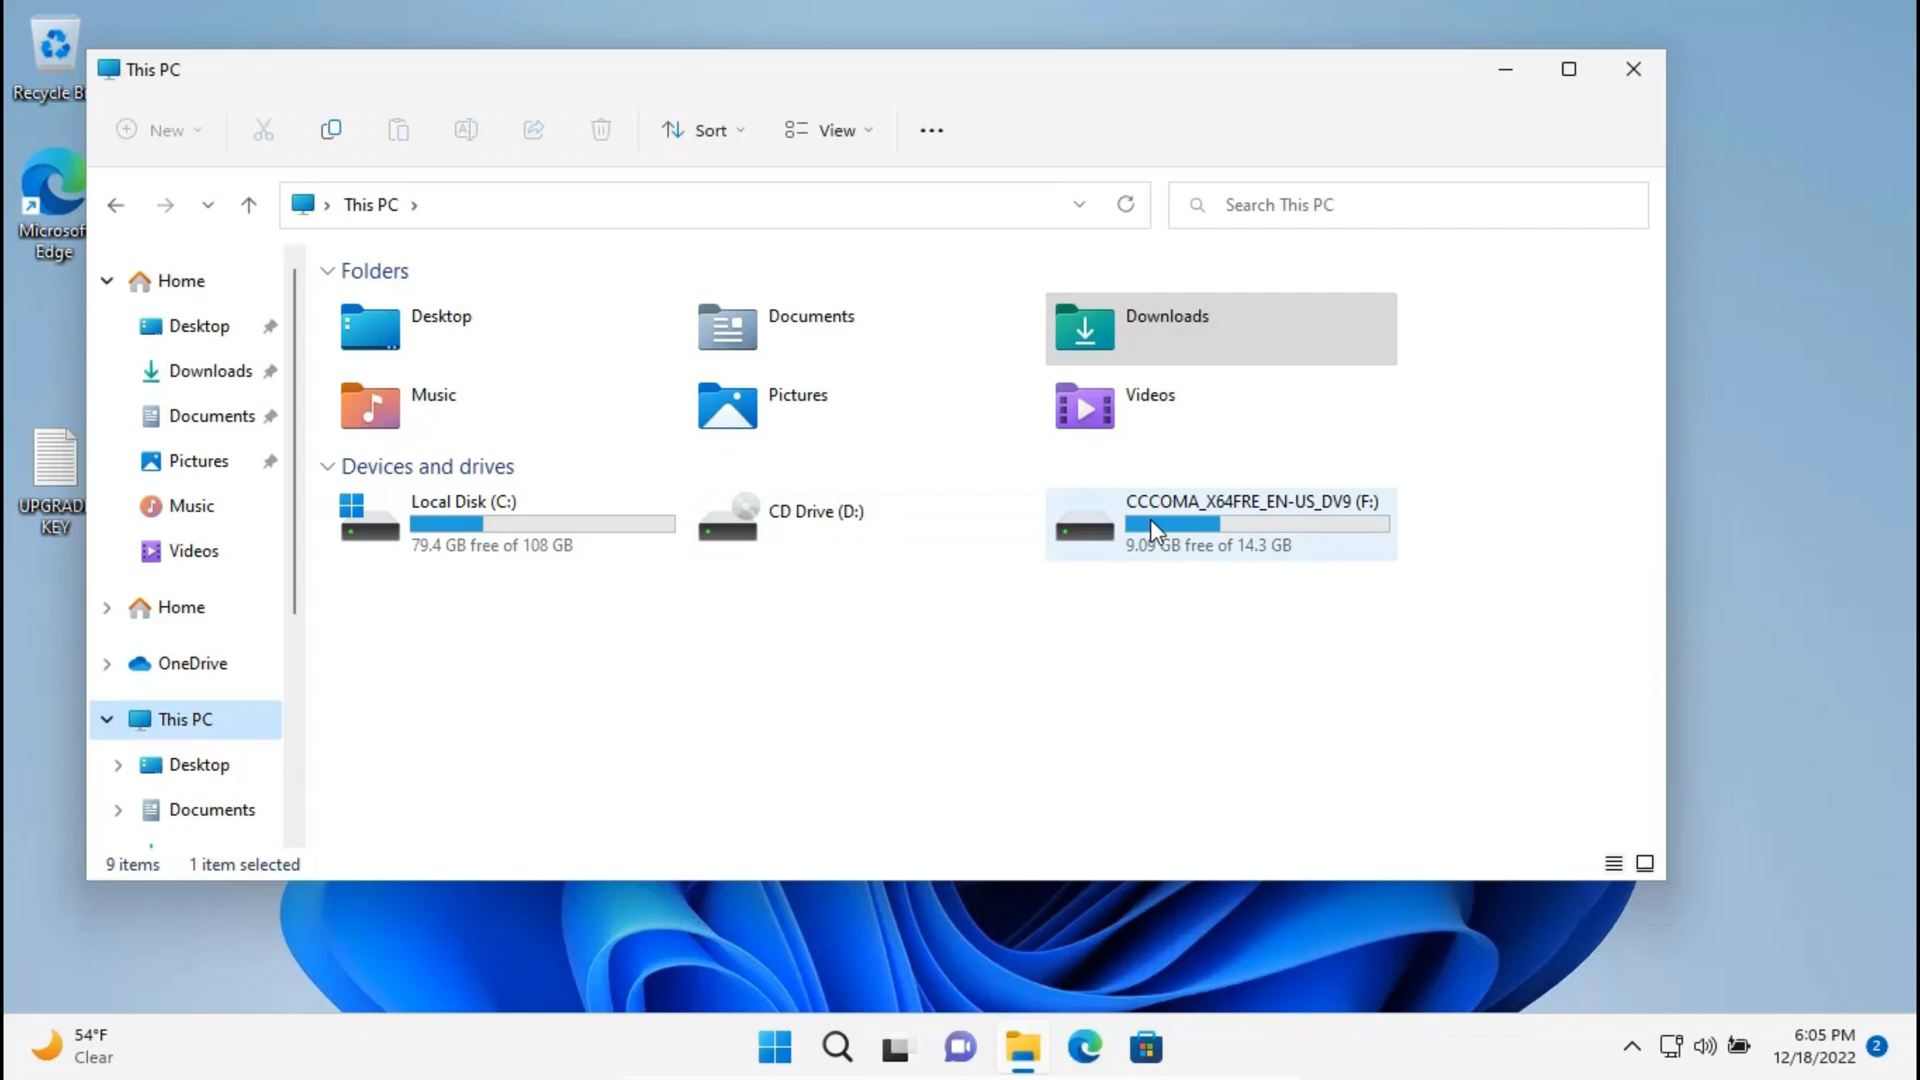 Recycle B
This PC
New
Sort
View
This PC
Search This PC
Microsof
Edge
Home
Desktop
Downloads
Documents
Pictures
Music
Videos
Home
OneDrive
This PC
Desktop
Documents
Folders
Desktop
Documents
Downloads
Music
Pictures
Videos
Devices and drives
Local Disk (C:)
79.4 GB free of 108 GB
CD Drive (D:)
CCCOMA_X64FRE_EN-US_DV9 (F:)
9.09 GB free of 14.3 GB
UPGRAD
KEY
9 items 1 item selected
54°F
Clear
6:05 PM
12/18/2022
2